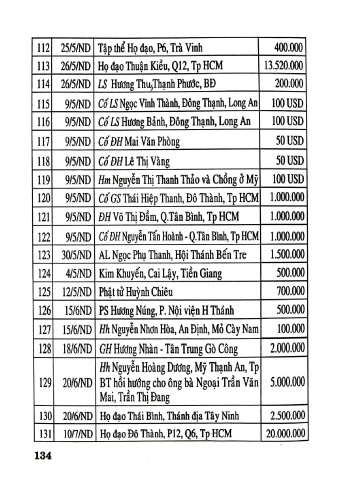 112 25/5/ND Tập thể Họ đạo, P6, Trà Vinh 400.000
113 26/5/ND Họ đạo Thuận Kiều, Q12, Tp HCM 13.520.000
114 26/5/ND LS Hương Thu, Thạnh Phước, BĐ 200.000
115 9/5/ND Cố LS Ngọc Vinh Thành, Đông Thạnh, Long An 100 USD
116 9/5/ND Cố LS Hương Bảnh, Đông Thạnh, Long An 100 USD
117 9/5/ND Cố ĐH Mai Văn Phòng 50 USD
118 9/5/ND Cố ĐH Lê Thị Vàng 50 USD
119 9/5/ND Hm Nguyễn Thị Thanh Thảo và Chồng ở Mỹ 100 USD
120 9/5/ND Cố GS Thái Hiệp Thanh, Đô Thành, Tp HCM 1.000.000
121 9/5/ND ĐH Võ Thị Đầm, Q.Tân Bình, Tp HCM 1.000.000
122 9/5/ND Cố ĐH Nguyễn Tấn Hoành - Q.Tân Bình, Tp HCM 1.000.000
123 30/5/ND AL Ngọc Phụ Thanh, Hội Thánh Bến Tre 1.500.000
124 4/5/ND Kim Khuyến, Cai Lậy, Tiền Giang 500.000
125 12/5/ND Phật tử Huỳnh Chiêu 700.000
126 15/6/ND PS Hương Núng, P. Nội viện H Thánh 500.000
127 15/6/ND Hh Nguyễn Nhơn Hòa, An Định, Mỏ Cày Nam 100.000
128 18/6/ND GH Hương Nhàn - Tân Trung Gò Công 2.000.000
129 20/6/ND Hh Nguyễn Hoàng Dương, Mỹ Thạnh An, Tp
BT hồi hướng cho ông bà Ngoại Trần Văn 5.000.000
Mai, Trần Thị Đang
130 20/6/ND Họ đạo Thái Bình, Thánh địa Tây Ninh 2.500.000
131 10/7/ND Họ đạo Đô Thành, P12, Q6, Tp HCM 20.000.000
134